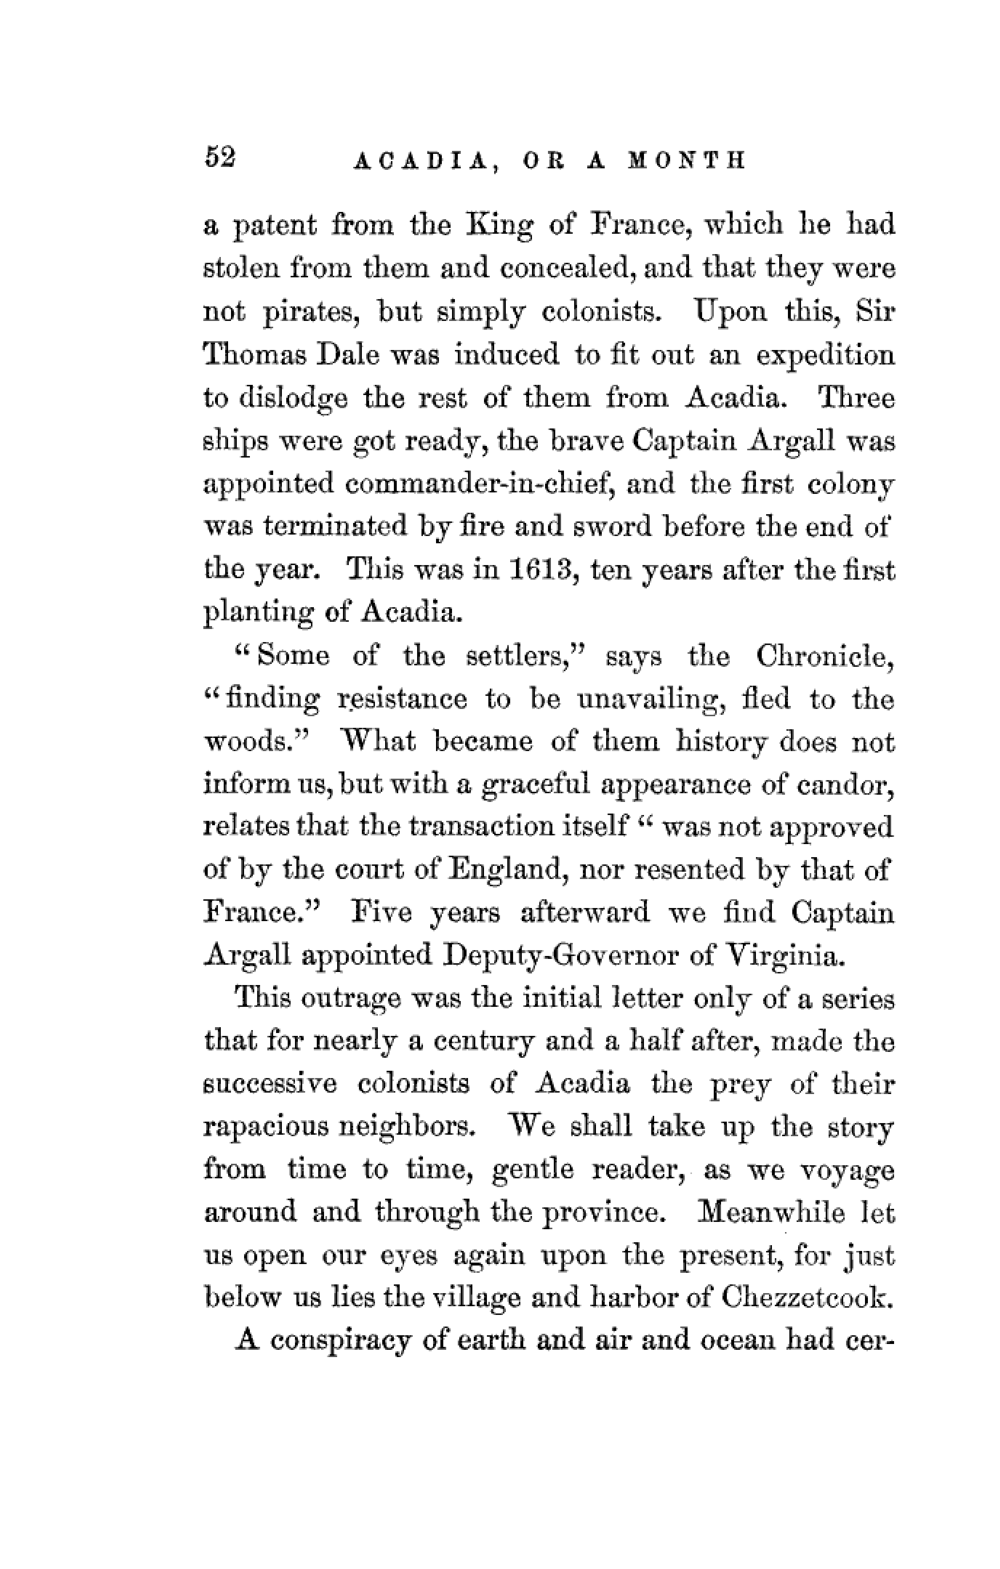 52 ACADIA, OR A MONTH
a patent from the King of France, which he had
stolen from them and concealed, and that they were
not pirates, but simply colonists. Upon this, Sir
Thomas Dale was induced to fit out an expedition
to dislodge the rest of them from Acadia. Three
ships were got ready, the brave Captain Argall was
appointed commander-in-chief, and the first colony
was terminated by fire and sword before the end of
the year. This was in 1613, ten years after the first
planting of Acadia.
“Some of the settlers,” says the Chronicle,
“finding resistance to be unavailing, fled to the
woods.” What became of them history does not
inform us, but with a graceful appearance of candor,
relates that the transaction itself “ was not approved
of by the court of England, nor resented by that of
France.” Five years afterward we find Captain
Argall appointed Deputy-Governor of Virginia.
This outrage was the initial letter only of a series
that for nearly a century and a half after, made the
successive colonists of Acadia the prey of their
rapacious neighbors. We shall take up the story
from time to time, gentle reader, as we voyage
around and through the province. Meanwhile let
us open our eyes again upon the present, for just
below us lies the village and harbor of Chezzetcook.
A conspiracy of earth and air and ocean had cer-